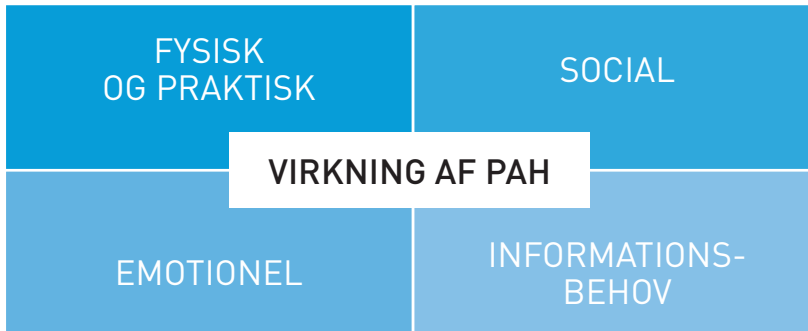 FYSISK
OG PRAKTISK
SOCIAL
VIRKNING AF PAH
EMOTIONEL
INFORMATIONS-
BEHOV